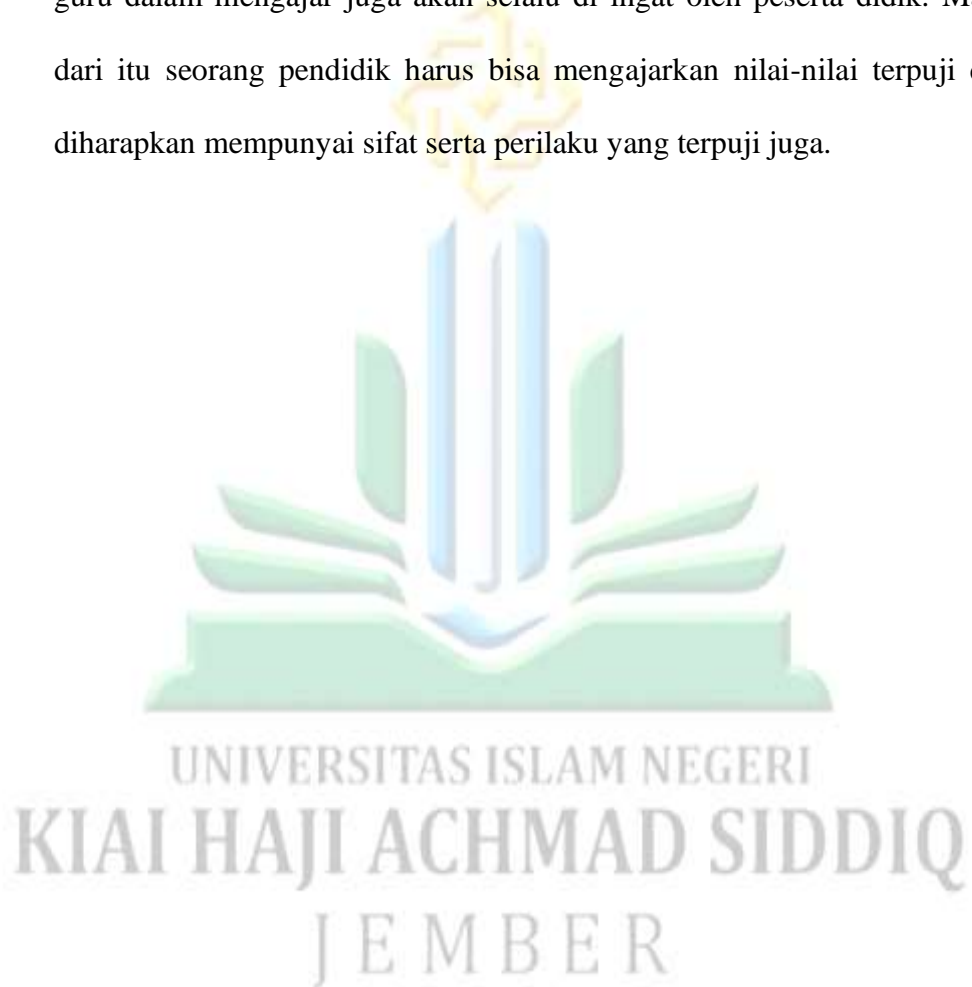 guru dalam mengajar juga akan selalu di ingat oleh peserta didik.
dari itu seorang pendidik harus bisa mengajarkan nilai-nilai terpuji
diharapkan mempunyai sifat serta perilaku yang terpuji juga.
UNIVERSITAS ISLAM NEGERI
KIAI HAJI ACHMAD SIDDIQ
JEMBER